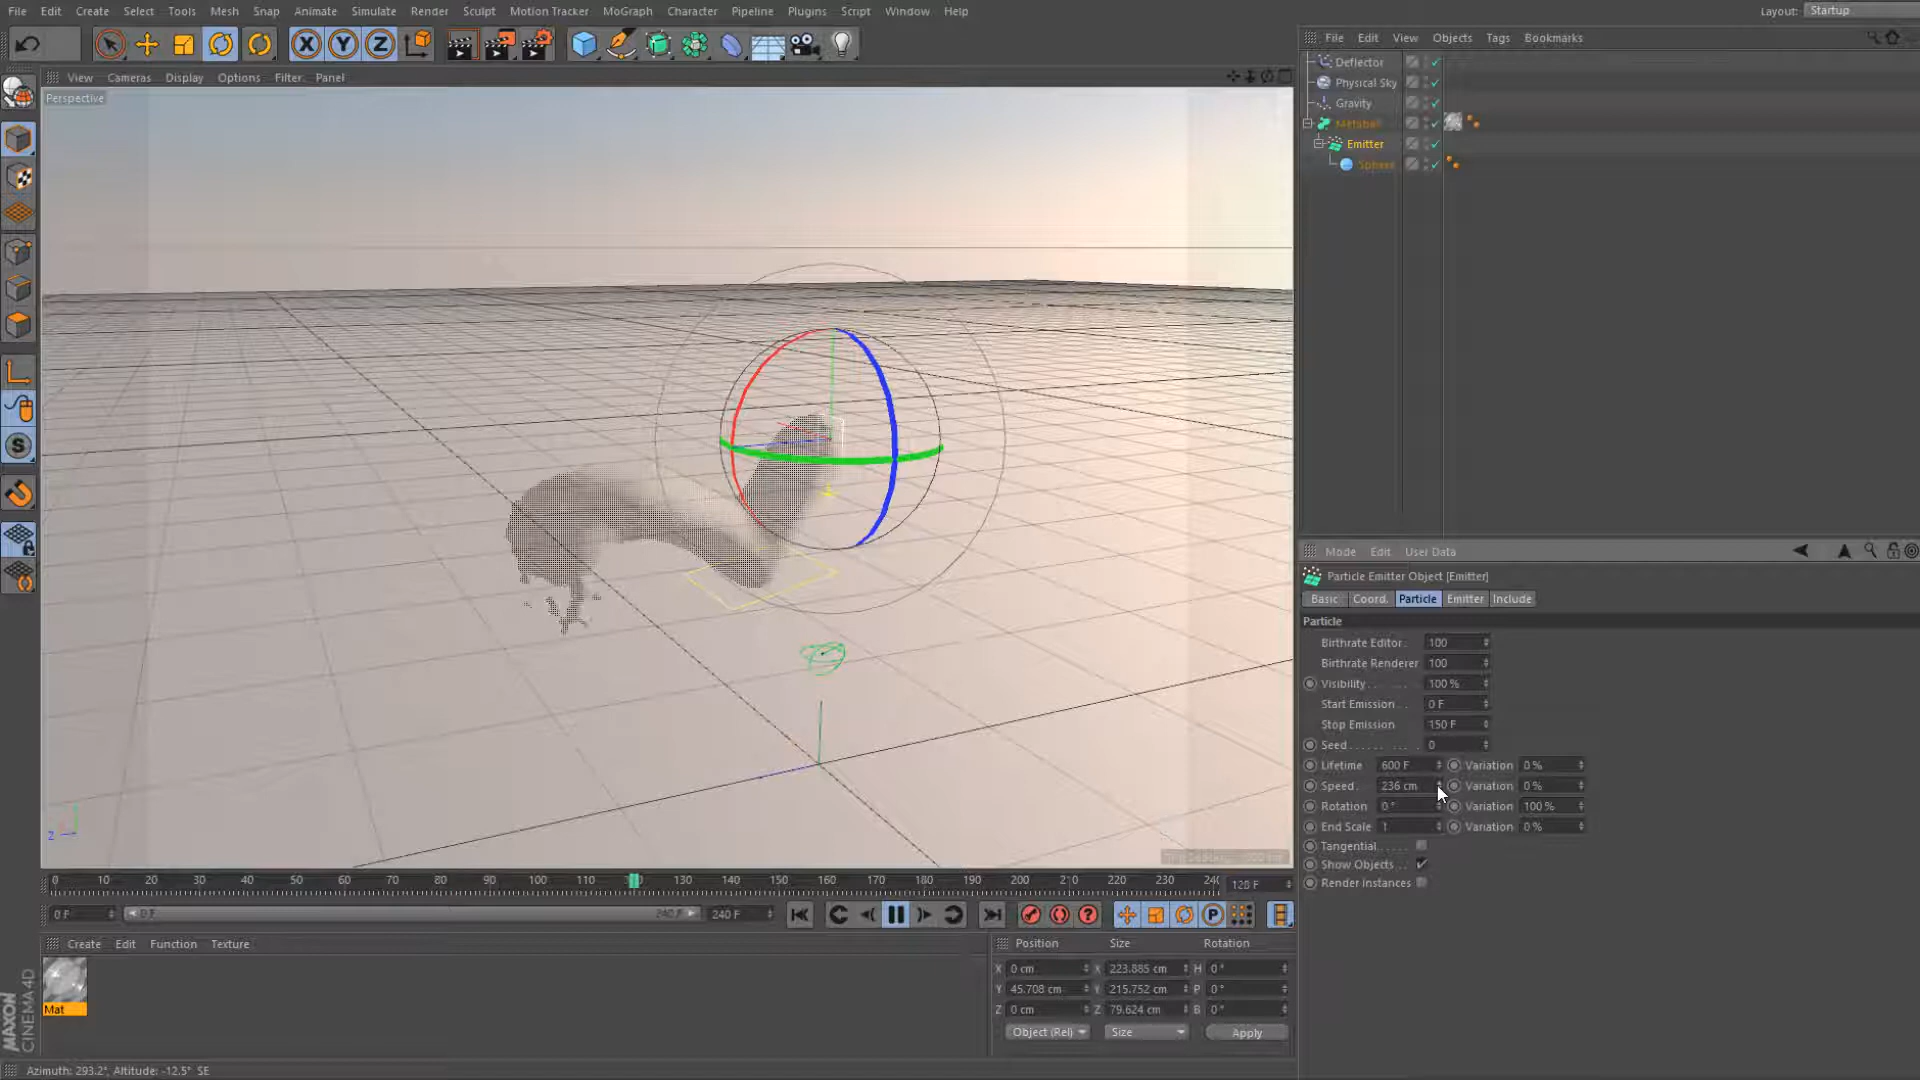 File Edit Create Select Tools Mesh Snap Animate Simulate Render Sculpt Motion Tracker MoGraph Character Pipeline Plugins Script Window Help
Layout: Startup
File Edit View Objects Tags Bookmarks
View Cameras Display Options Filter Panel
Perspective
Deflector
Physical Sky
Gravity
Metaball
Emitter
Sphere
Z
Mode Edit User Data
Particle Emitter Object [Emitter]
Basic Coord. Particle Emitter Include
Particle
Birthrate Editor 100
Birthrate Renderer 100
Visibility 100 %
Start Emission 0 F
Stop Emission 150 F
Seed 0
Lifetime 600 F Variation 0 %
Speed 236 cm Variation 0 %
Rotation 0 ° Variation 100 %
End Scale 1 Variation 0 %
Tangential
Show Objects
Render Instances
0 10 20 30 40 50 60 70 80 90 100 110 130 140 150 160 170 180 190 200 210 220 230 240
120 F
0 F 0 F 240 F 240 F
Create Edit Function Texture
Mat
MAXON
CINEMA 4D
Position Size Rotation
X 0 cm X 223.885 cm H 0 °
Y 45.708 cm Y 215.752 cm P 0 °
Z 0 cm Z 79.624 cm B 0 °
Object (Rel) Size Apply
Azimuth: 293.2°, Altitude: -12.5° SE